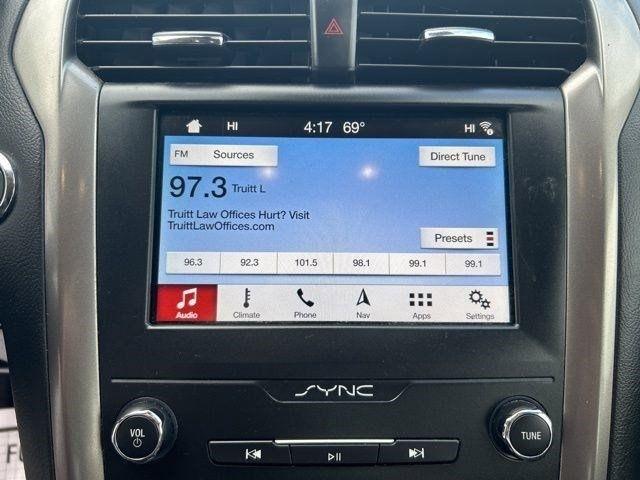 HI 4:17 69° HI
FM Sources
Direct Tune
97.3 Truitt L
Truitt Law Offices Hurt? Visit
TruittLawOffices.com
Presets
96.3 92.3 101.5 98.1 99.1 99.1
Audio Climate Phone Nav Apps Settings
SYNC
VOL
TUNE